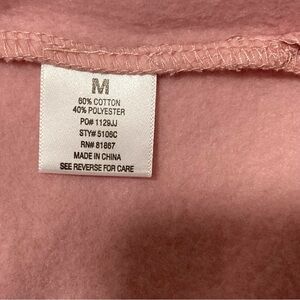 M
60% COTTON
40% POLYESTER
PO# 1129JJ
STY# 5106C
RN# 81867
MADE IN CHINA
SEE REVERSE FOR CARE